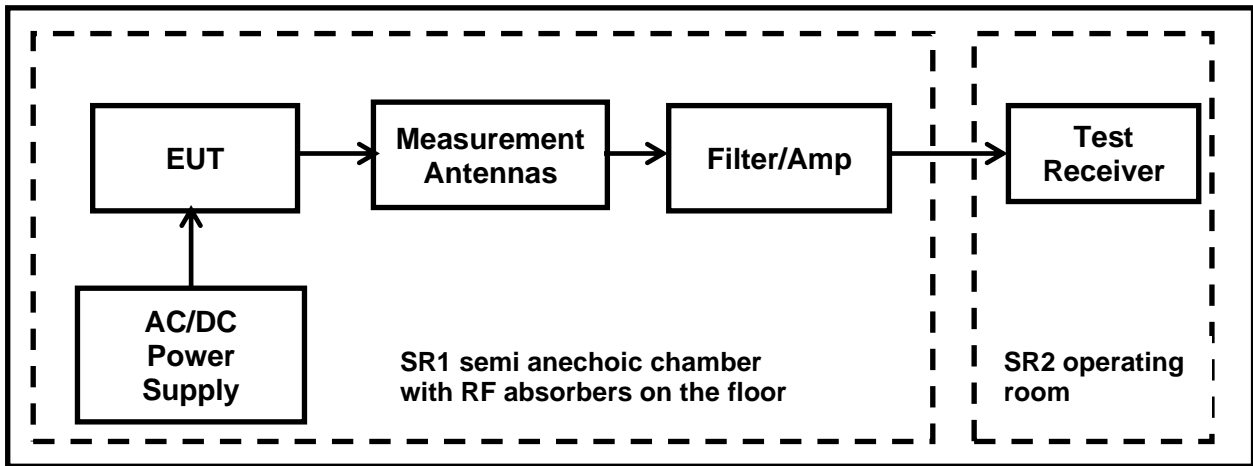 EUT
Measurement
Antennas
Filter/Amp
Test
Receiver
AC/DC
Power
Supply
SR1 semi anechoic chamber
with RF absorbers on the floor
SR2 operating
room